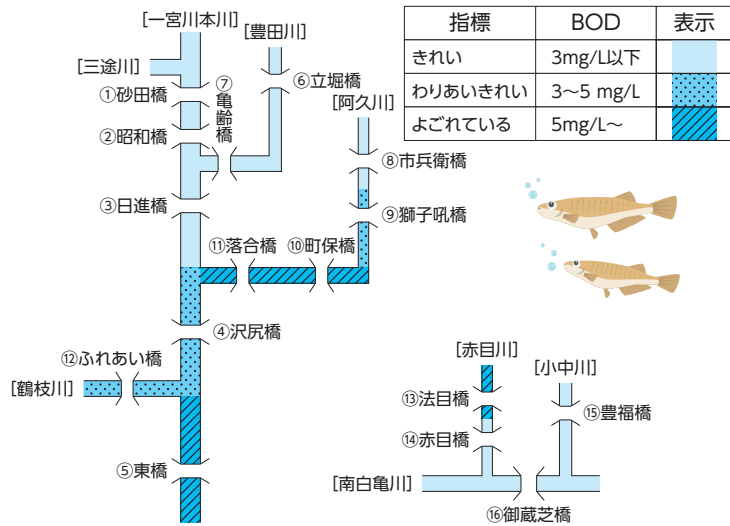 [一宮川本川]
[豊田川]
[三途川]
①砂田橋
⑦亀齢橋
⑥立堀橋
[阿久川]
②昭和橋
⑧市兵衛橋
③日進橋
⑨獅子吼橋
⑪落合橋
⑩町保橋
④沢尻橋
⑫ふれあい橋
[鶴枝川]
⑤東橋
指標 BOD 表示
きれい 3mg/L以下
わりあいきれい 3〜5 mg/L
よごれている 5mg/L〜
[赤目川]
[小中川]
⑬法目橋
⑮豊福橋
⑭赤目橋
[南白亀川]
⑯御蔵芝橋